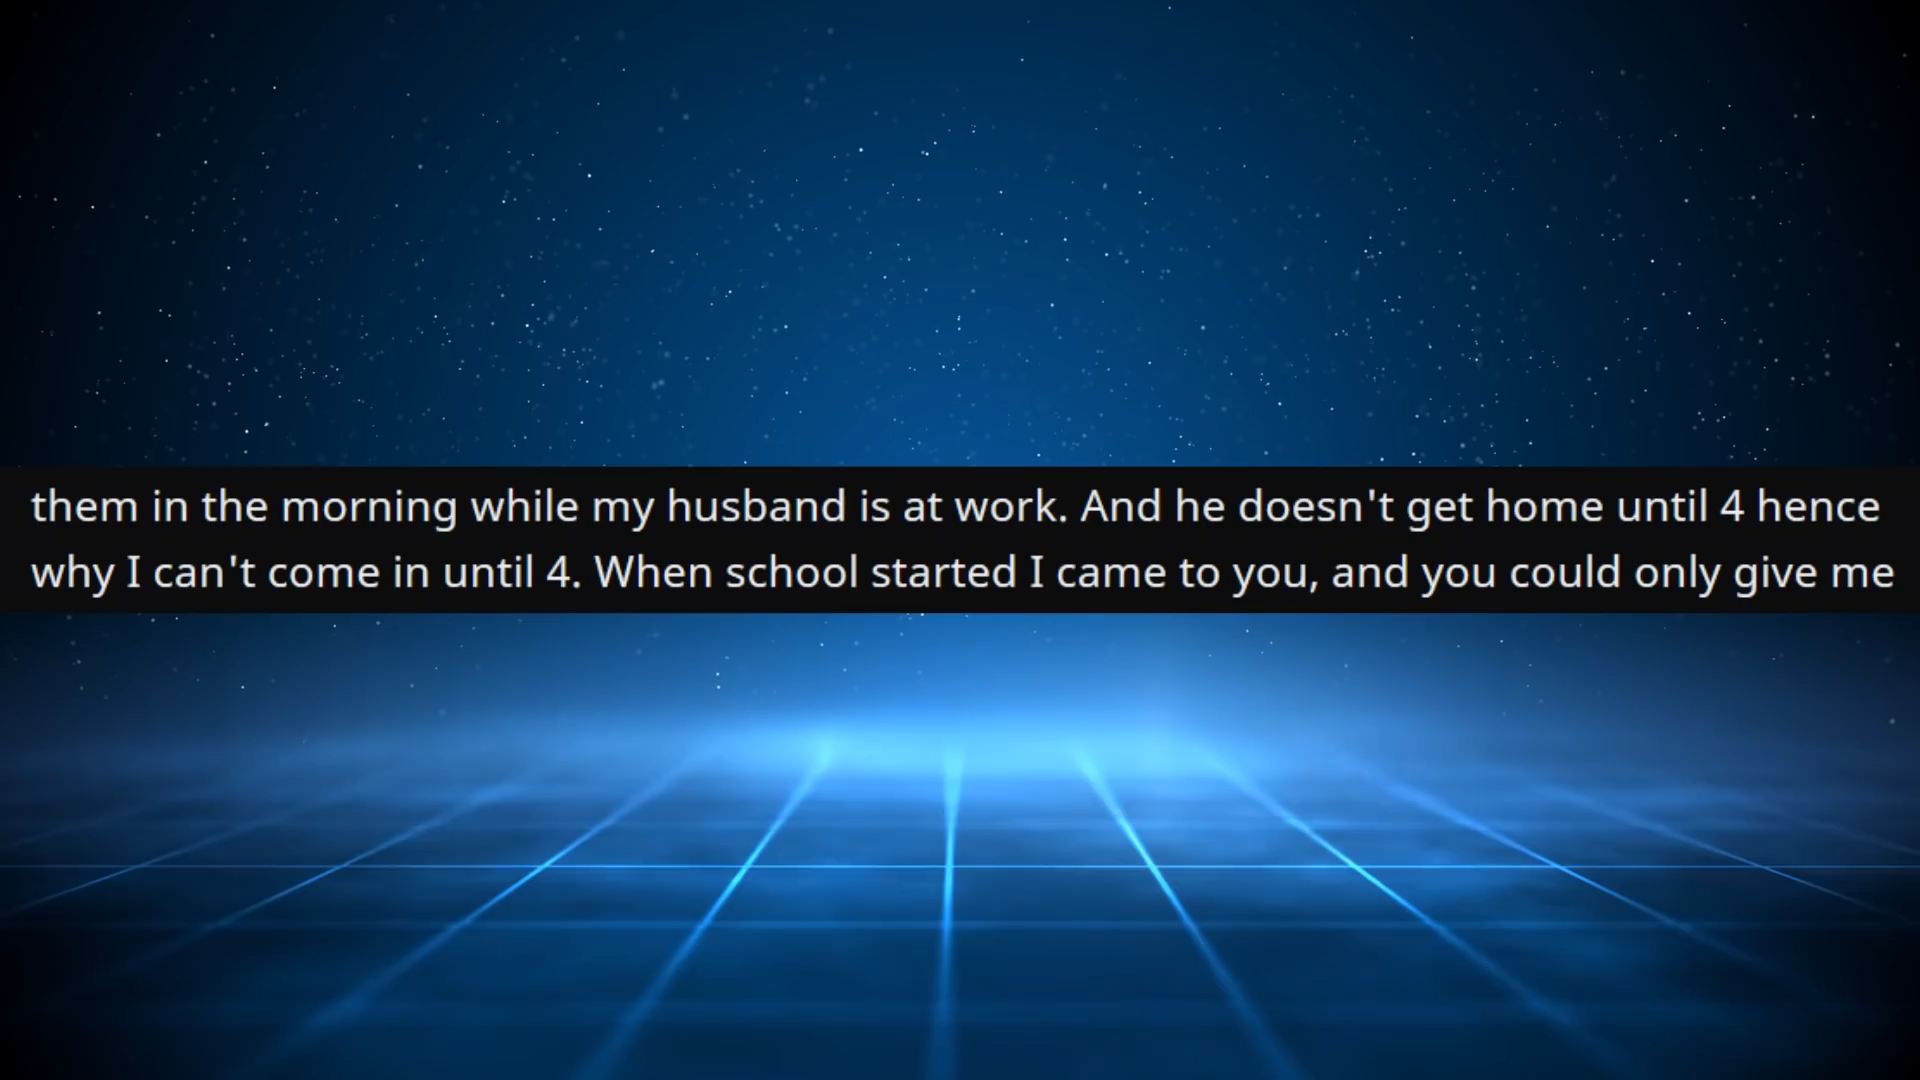 them in the morning while my husband is at work. And he doesn't get home until 4 hence
why I can't come in until 4. When school started I came to you, and you could only give me